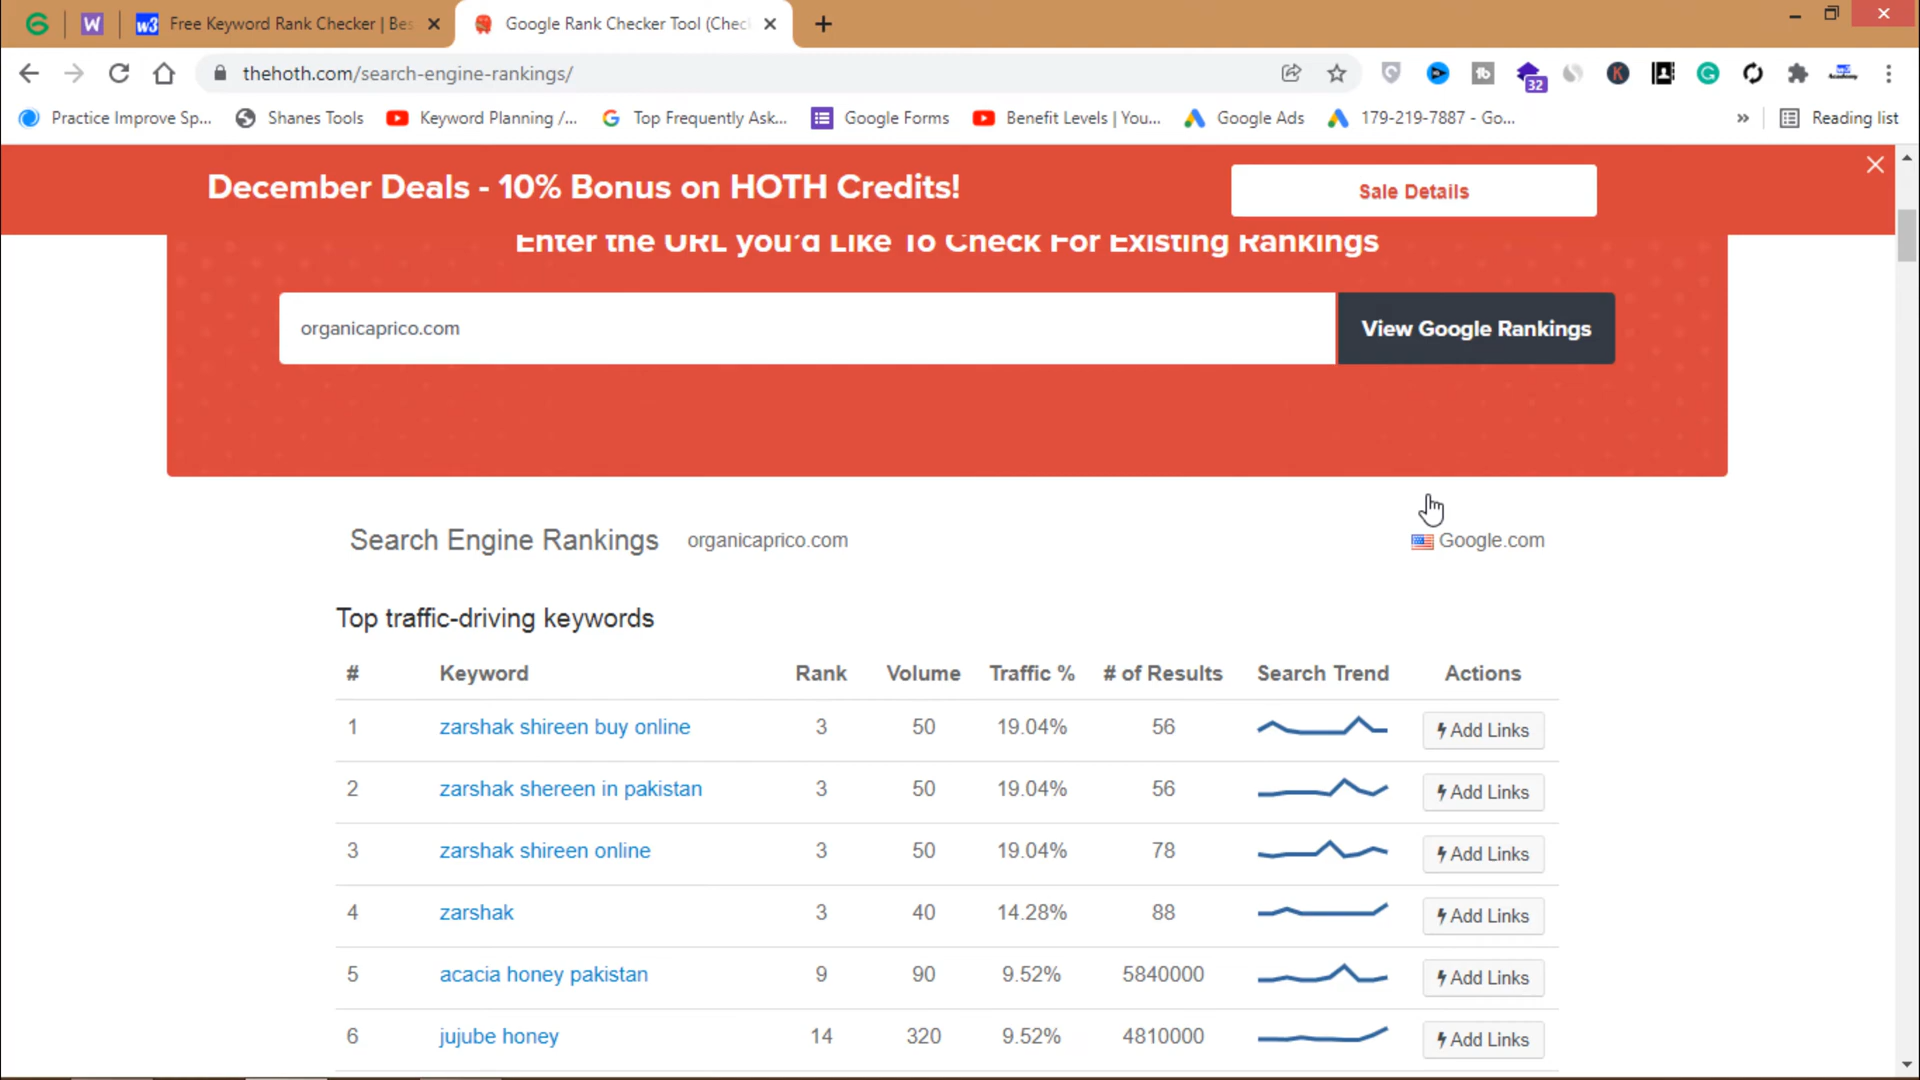 Free Keyword Rank Checker | Bes
Google Rank Checker Tool (Chec
thehoth.com/search-engine-rankings/
32
Practice Improve Sp... Shanes Tools Keyword Planning /... Top Frequently Ask... Google Forms Benefit Levels | You... Google Ads 179-219-7887 - Go... » Reading list
December Deals - 10% Bonus on HOTH Credits!
Sale Details
Enter the URL you'd Like To Check For Existing Rankings
organicaprico.com
View Google Rankings
Search Engine Rankings organicaprico.com Google.com
Top traffic-driving keywords
# Keyword Rank Volume Traffic % # of Results Search Trend Actions
1 zarshak shireen buy online 3 50 19.04% 56 Add Links
2 zarshak shereen in pakistan 3 50 19.04% 56 Add Links
3 zarshak shireen online 3 50 19.04% 78 Add Links
4 zarshak 3 40 14.28% 88 Add Links
5 acacia honey pakistan 9 90 9.52% 5840000 Add Links
6 jujube honey 14 320 9.52% 4810000 Add Links